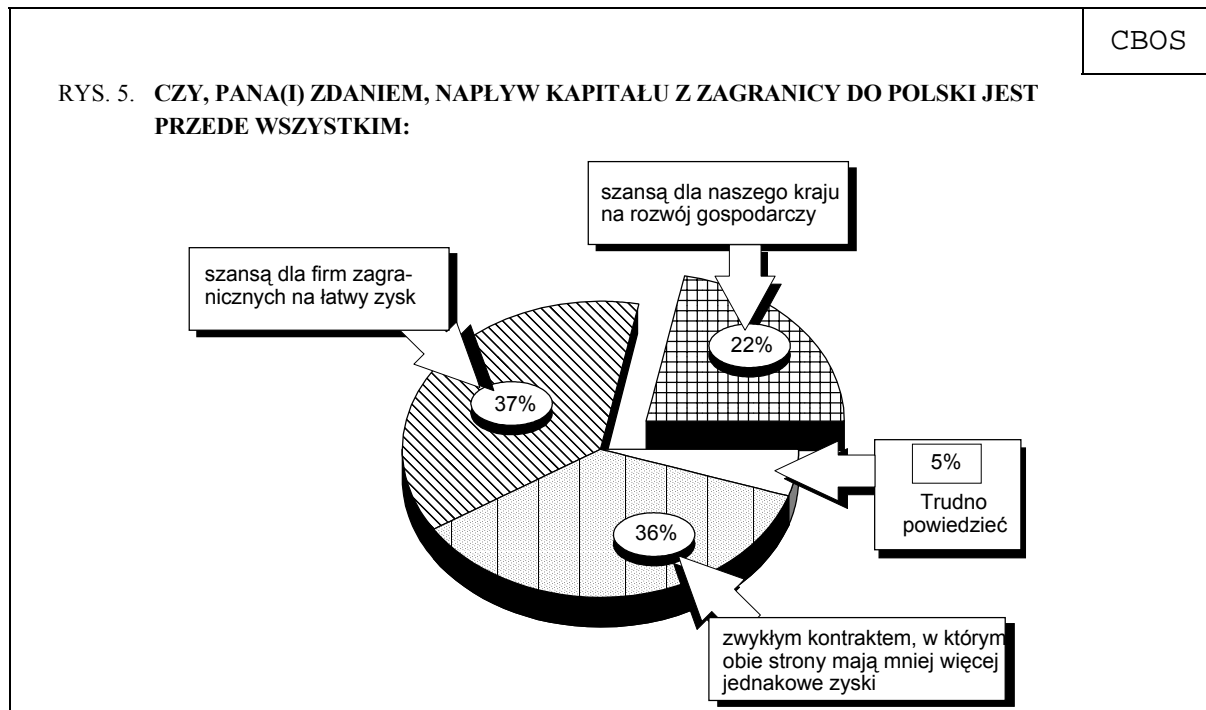 CBOS
RYS. 5. CZY, PANA(I) ZDANIEM, NAPŁYW KAPITAŁU Z ZAGRANICY DO POLSKI JEST
PRZEDE WSZYSTKIM:
szansą dla naszego kraju
na rozwój gospodarczy
szansą dla firm zagra-
nicznych na łatwy zysk
22%
37%
5%
Trudno
powiedzieć
36%
zwykłym kontraktem, w którym
obie strony mają mniej więcej
jednakowe zyski